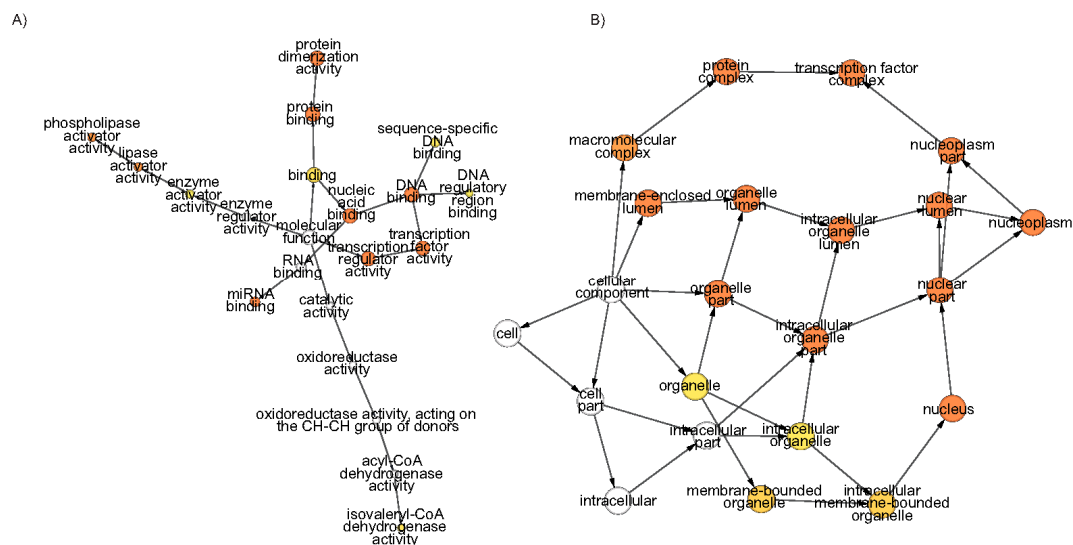 A)
protein
dimerization
activity
protein
binding
phospholipase
activator
activity
lipase
activator
activity
enzyme
activator
activity
enzyme
regulator
activity
binding
nucleic
acid
binding
molecular
function
sequence-specific
DNA
binding
DNA
binding
DNA
regulatory
region
binding
transcription
factor
activity
transcription
regulator
activity
RNA
binding
miRNA
binding
catalytic
activity
oxidoreductase
activity
oxidoreductase activity, acting on
the CH-CH group of donors
acyl-CoA
dehydrogenase
activity
isovaleryl-CoA
dehydrogenase
activity
B)
protein
complex
transcription factor
complex
macromolecular
complex
nucleoplasm
part
membrane-enclosed
lumen
organelle
lumen
intracellular
organelle
lumen
nuclear
lumen
nucleoplasm
cellular
component
organelle
part
nuclear
part
cell
intracellular
organelle
part
organelle
cell
part
nucleus
intracellular
part
intracellular
organelle
intracellular
membrane-bounded
organelle
intracellular
membrane-bounded
organelle